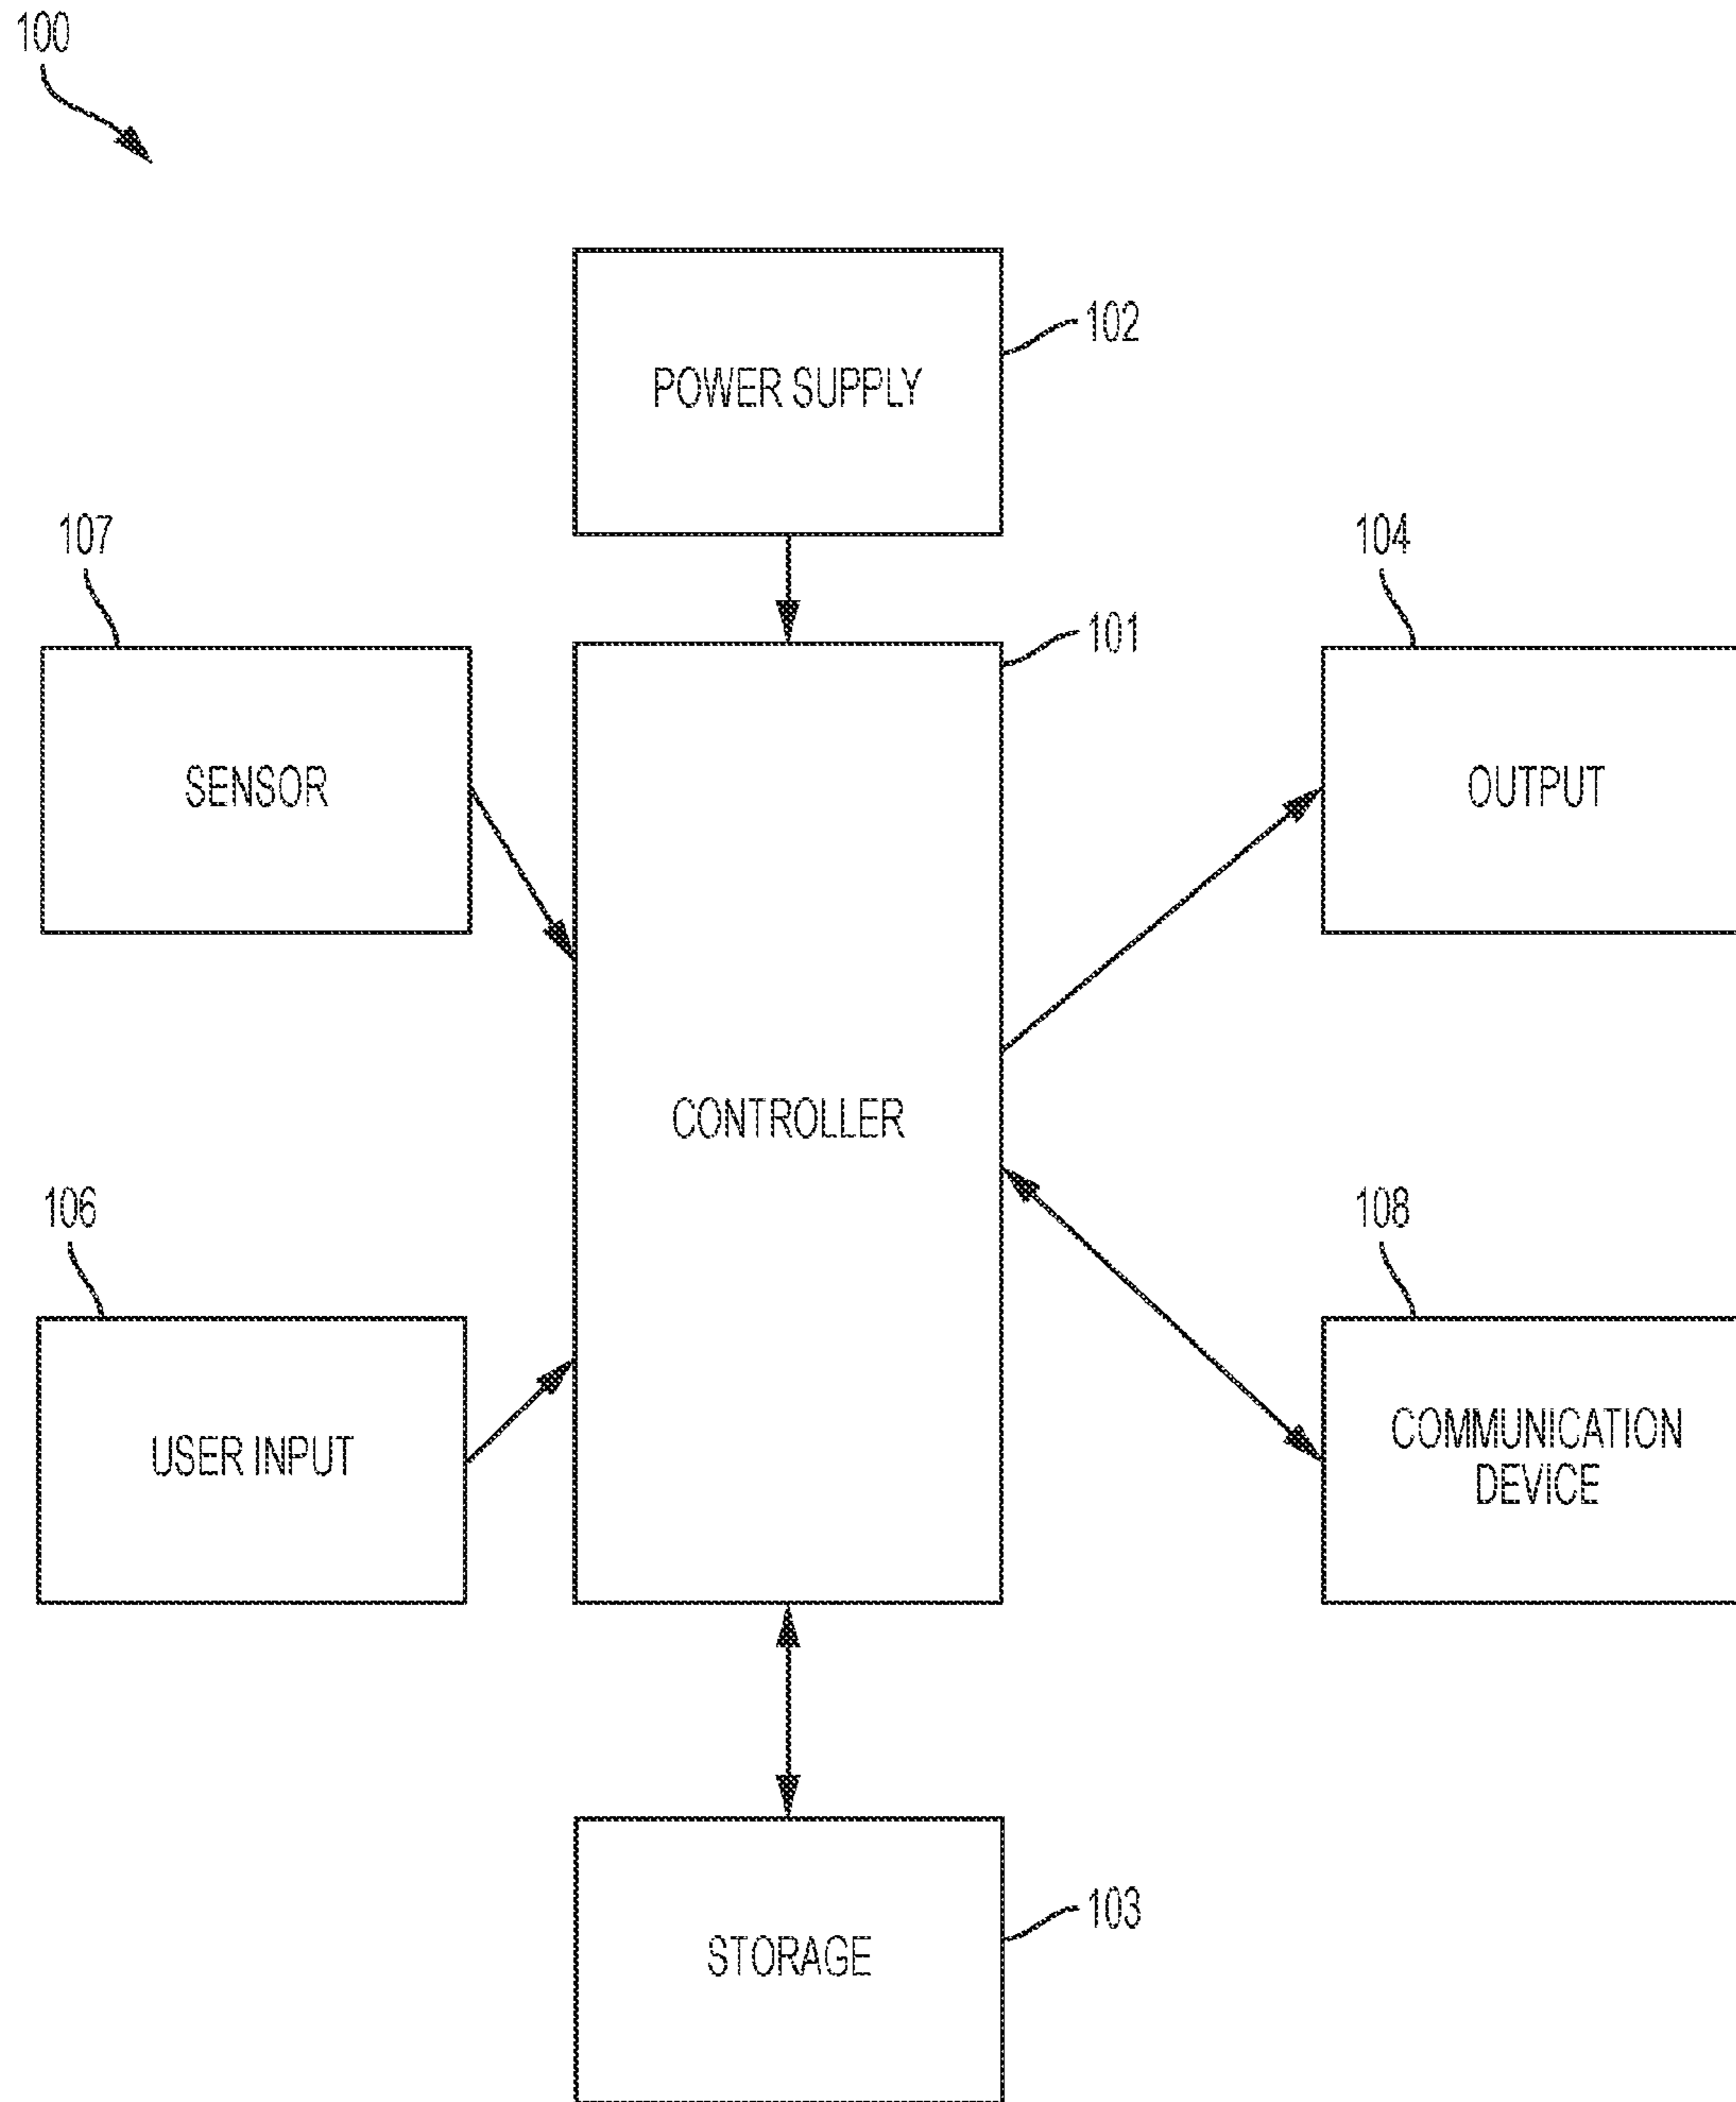 100
POWER SUPPLY
102
107
SENSOR
101
104
OUTPUT
CONTROLLER
106
USER INPUT
108
COMMUNICATION
DEVICE
STORAGE
103